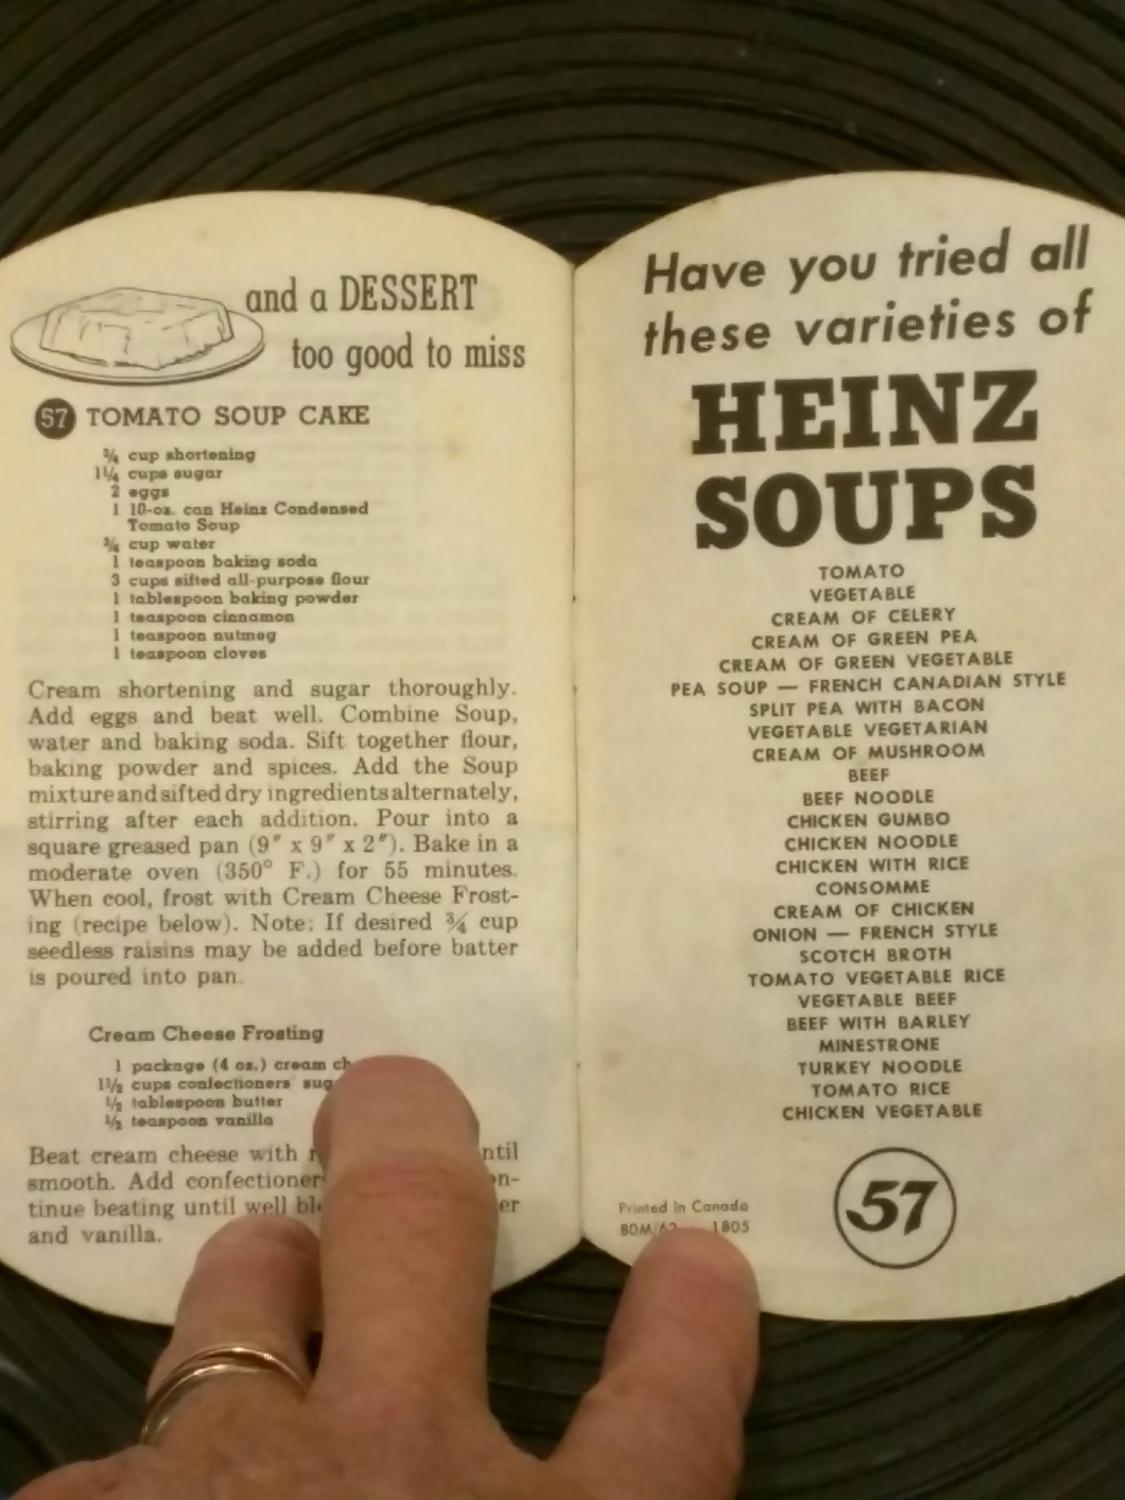 and a DESSERT
too good to miss
57 TOMATO SOUP CAKE
¾ cup shortening
1¼ cups sugar
2 eggs
1 10-oz. can Heinz Condensed
Tomato Soup
¾ cup water
1 teaspoon baking soda
3 cups sifted all-purpose flour
1 tablespoon baking powder
1 teaspoon cinnamon
1 teaspoon nutmeg
1 teaspoon cloves
Cream shortening and sugar thoroughly.
Add eggs and beat well. Combine Soup,
water and baking soda. Sift together flour,
baking powder and spices. Add the Soup
mixture and sifted dry ingredients alternately,
stirring after each addition. Pour into a
square greased pan (9″ x 9″ x 2″). Bake in a
moderate oven (350° F.) for 55 minutes.
When cool, frost with Cream Cheese Frost-
ing (recipe below). Note: If desired ¾ cup
seedless raisins may be added before batter
is poured into pan.
Cream Cheese Frosting
1 package (4 oz.) cream
1½ cups confectioners'
½ tablespoon butter
½ teaspoon vanilla
Beat cream cheese with
smooth. Add
tinue beating until well
and vanilla.
Have you tried all
these varieties of
HEINZ
SOUPS
TOMATO
VEGETABLE
CREAM OF CELERY
CREAM OF GREEN PEA
CREAM OF GREEN VEGETABLE
PEA SOUP — FRENCH CANADIAN STYLE
SPLIT PEA WITH BACON
VEGETABLE VEGETARIAN
CREAM OF MUSHROOM
BEEF
BEEF NOODLE
CHICKEN GUMBO
CHICKEN NOODLE
CHICKEN WITH RICE
CONSOMME
CREAM OF CHICKEN
ONION — FRENCH STYLE
SCOTCH BROTH
TOMATO VEGETABLE RICE
VEGETABLE BEEF
BEEF WITH BARLEY
MINESTRONE
TURKEY NOODLE
TOMATO RICE
CHICKEN VEGETABLE
57
Printed in Canada
1805